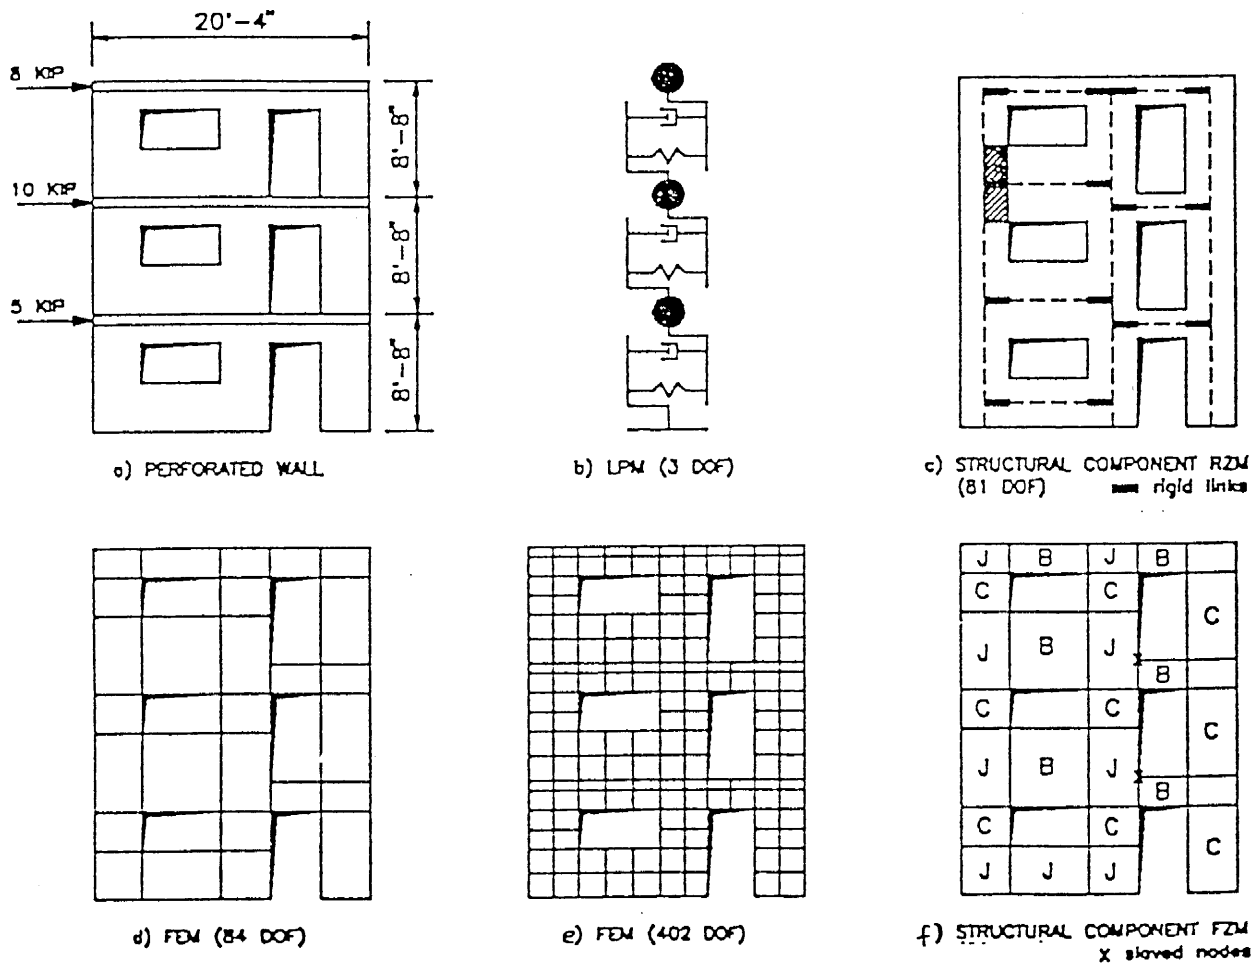 20'-4"
8 KIP
8'-8"
10 KIP
8'-8"
5 KIP
8'-8"
a) PERFORATED WALL
b) LPM (3 DOF)
c) STRUCTURAL COMPONENT RZM
(81 DOF) rigid links
J B J B
C C
C
J B J
B
C C
C
J B J
B
C C
C
J J J
d) FEM (84 DOF)
e) FEM (402 DOF)
f) STRUCTURAL COMPONENT FZM
X slaved nodes